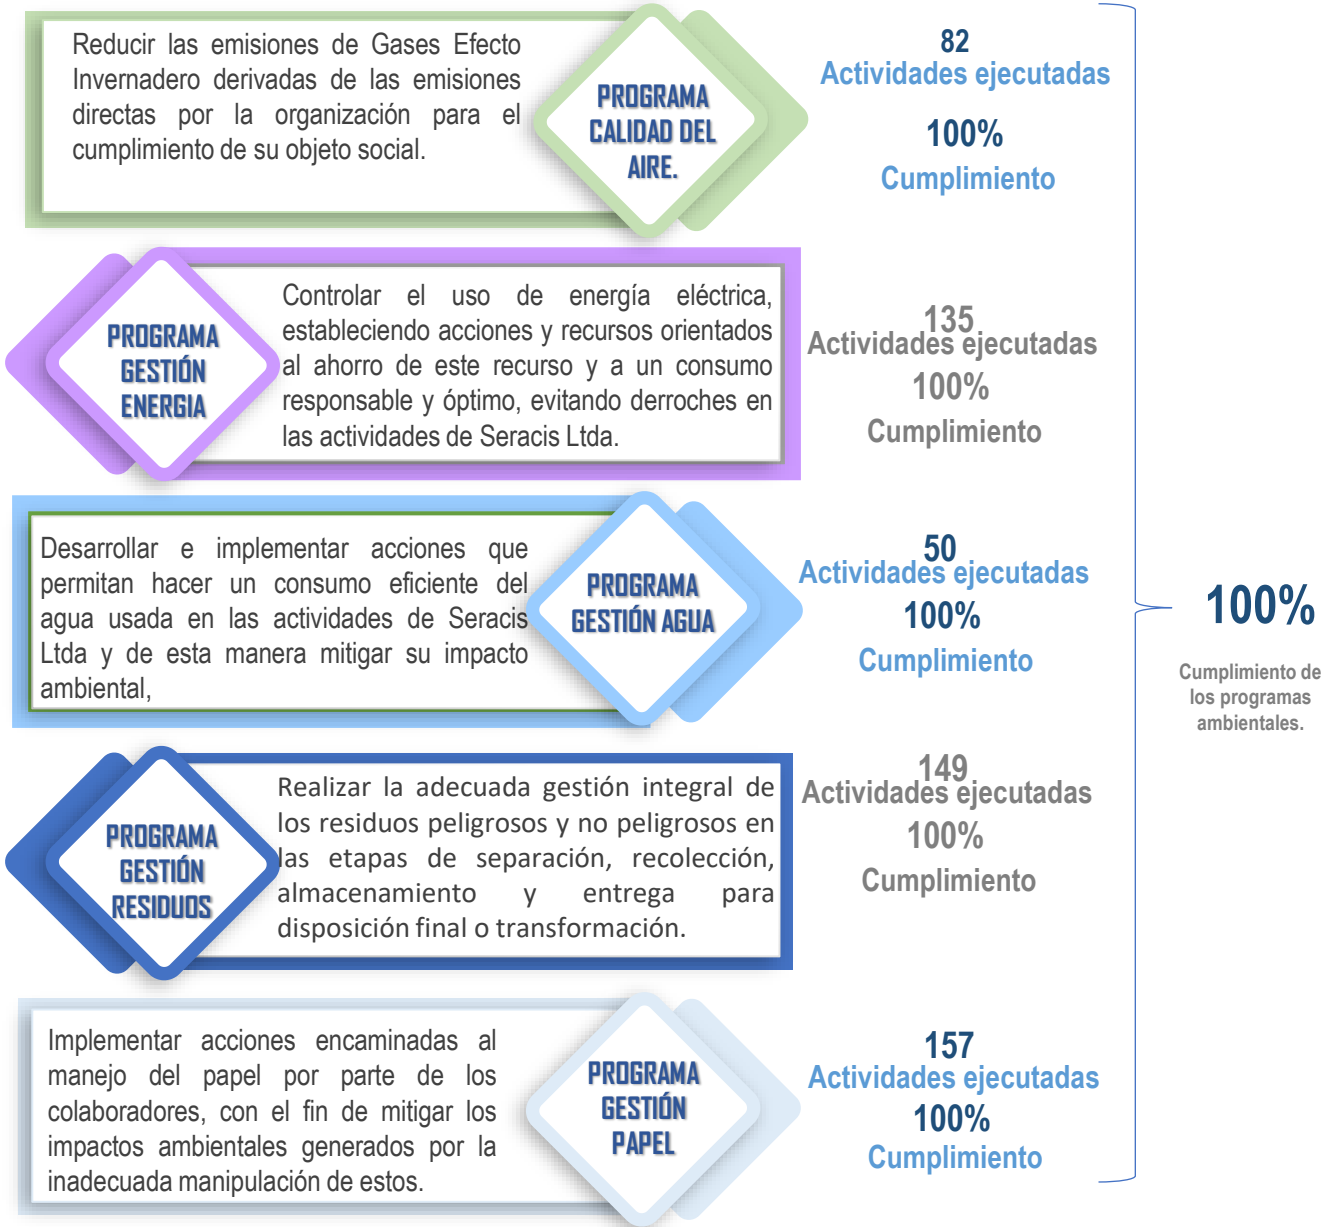 Reducir las emisiones de Gases Efecto
Invernadero derivadas de las emisiones
directas por la organización para el
cumplimiento de su objeto social.
PROGRAMA
CALIDAD DEL
AIRE.
82
Actividades ejecutadas
100%
Cumplimiento
PROGRAMA
GESTIÓN
ENERGIA
Controlar el uso de energía eléctrica,
estableciendo acciones y recursos orientados
al ahorro de este recurso y a un consumo
responsable y óptimo, evitando derroches en
las actividades de Seracis Ltda.
135
Actividades ejecutadas
100%
Cumplimiento
Desarrollar e implementar acciones que
permitan hacer un consumo eficiente del
agua usada en las actividades de Seracis
Ltda y de esta manera mitigar su impacto
ambiental,
PROGRAMA
GESTIÓN AGUA
50
Actividades ejecutadas
100%
Cumplimiento
PROGRAMA
GESTIÓN
RESIDUOS
Realizar la adecuada gestión integral de
los residuos peligrosos y no peligrosos en
las etapas de separación, recolección,
almacenamiento y entrega para
disposición final o transformación.
149
Actividades ejecutadas
100%
Cumplimiento
Implementar acciones encaminadas al
manejo del papel por parte de los
colaboradores, con el fin de mitigar los
impactos ambientales generados por la
inadecuada manipulación de estos.
PROGRAMA
GESTIÓN
PAPEL
157
Actividades ejecutadas
100%
Cumplimiento
100%
Cumplimiento de
los programas
ambientales.